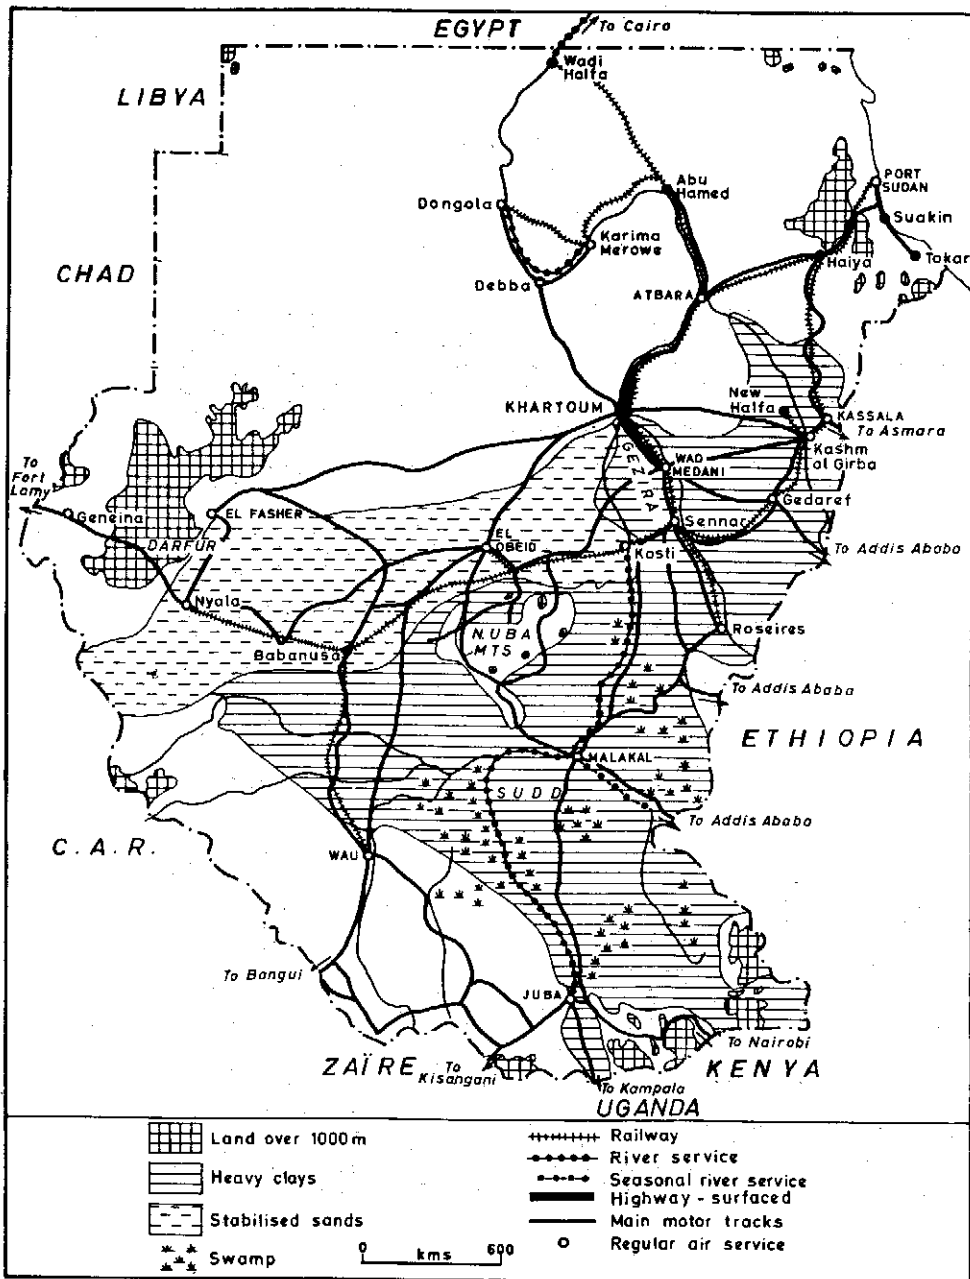 EGYPT
To Cairo
Wadi
Halfa
LIBYA
Abu
Hamed
PORT
SUDAN
Dongola
Suakin
Karima
Merowe
Haiya
Tokar
CHAD
Debba
ATBARA
New
Halfa
KHARTOUM
KASSALA
To Asmara
Kashm
al Girba
GEZIRA
WAD
MEDANI
To
Fort
Lamy
Geneina
EL FASHER
Gedaref
Sennar
DARFUR
EL
OBEID
Kosti
To Addis Ababa
Nyala
Roseires
NUBA
MTS
Babanusa
To Addis Ababa
ETHIOPIA
MALAKAL
SUDD
To Addis Ababa
C.A.R.
WAU
To Bangui
JUBA
To Nairobi
ZAÏRE
To
Kisangani
KENYA
To Kampala
UGANDA
Land over 1000m
Heavy clays
Stabilised sands
Swamp
0 600
kms
Railway
River service
Seasonal river service
Highway - surfaced
Main motor tracks
Regular air service